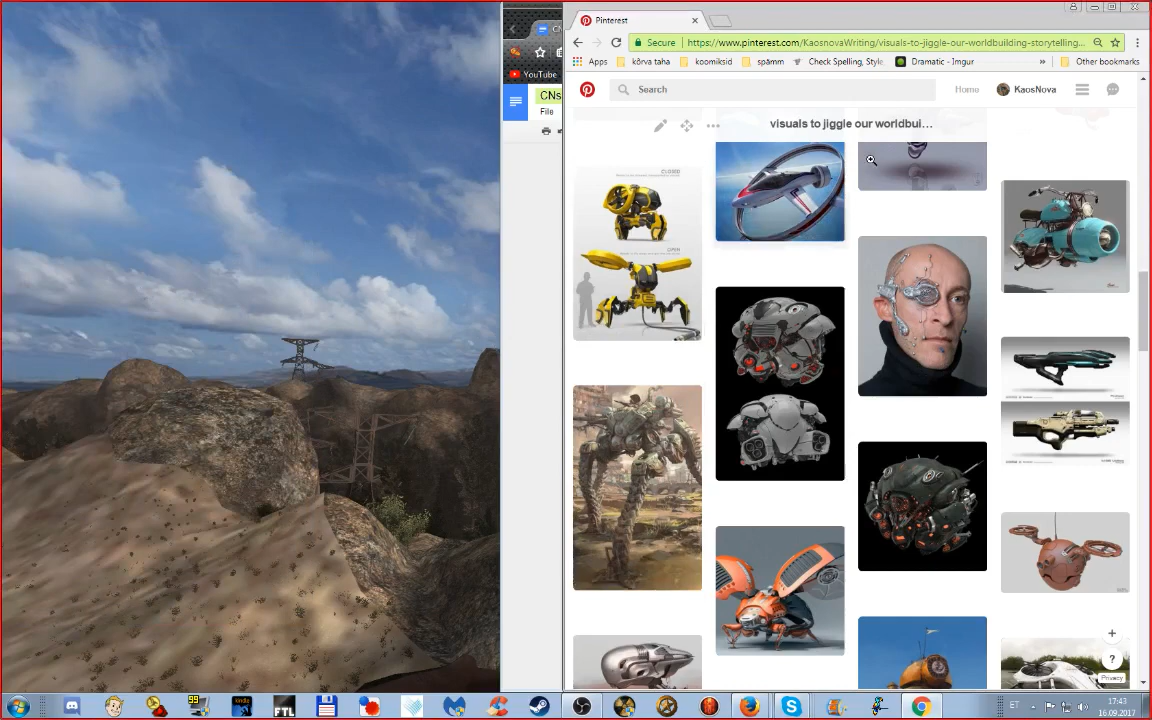 Pinterest
Secure https://www.pinterest.com/KaosnovaWriting/visuals-to-jiggle-our-worldbuilding-storytelling...
YouTube
Apps kõrva taha koomiksid spämm Check Spelling, Style, Dramatic - Imgur » Other bookmarks
CNs
File
Search Home KaosNova
visuals to jiggle our worldbui...
CLOSED
OPEN
+
?
Privacy
99
FTL
ET 17:43
16.09.2017